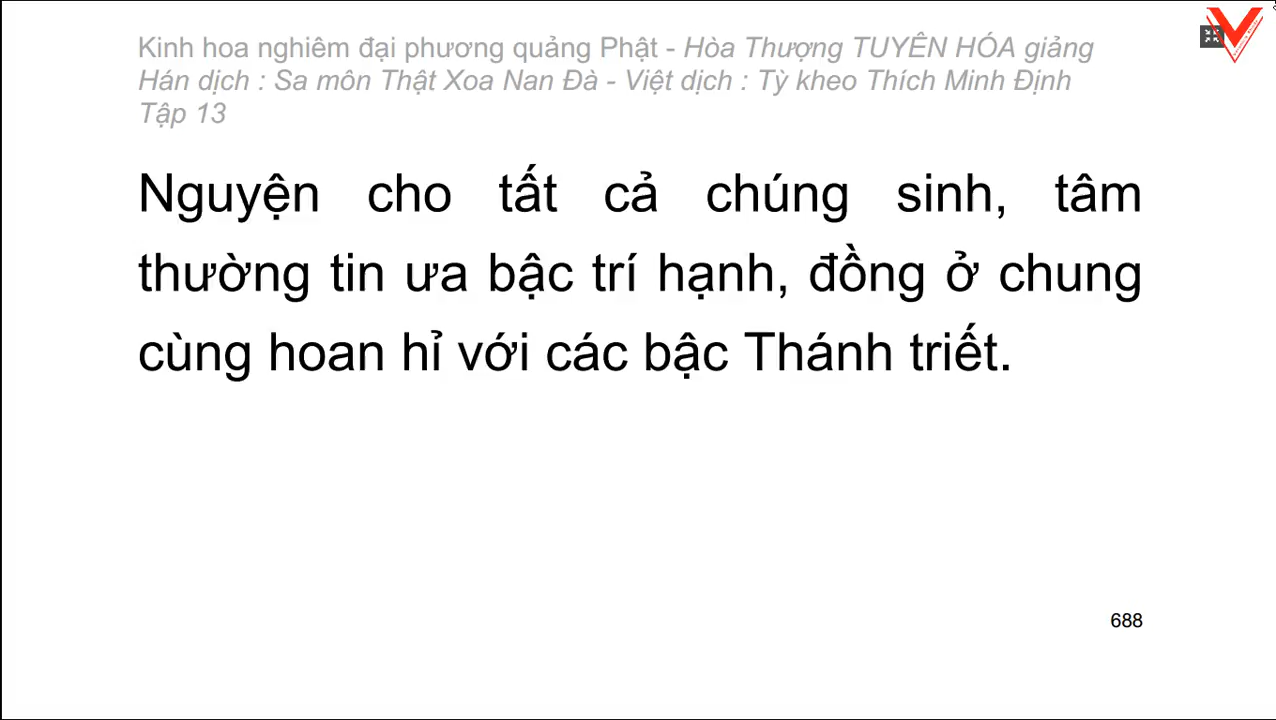 Kinh hoa nghiêm đại phương quảng Phật - Hòa Thượng TUYÊN HÓA giảng
Hán dịch : Sa môn Thật Xoa Nan Đà - Việt dịch : Tỳ kheo Thích Minh Định
Tập 13
Nguyện cho tất cả chúng sinh, tâm
thường tin ưa bậc trí hạnh, đồng ở chung
cùng hoan hỉ với các bậc Thánh triết.
688